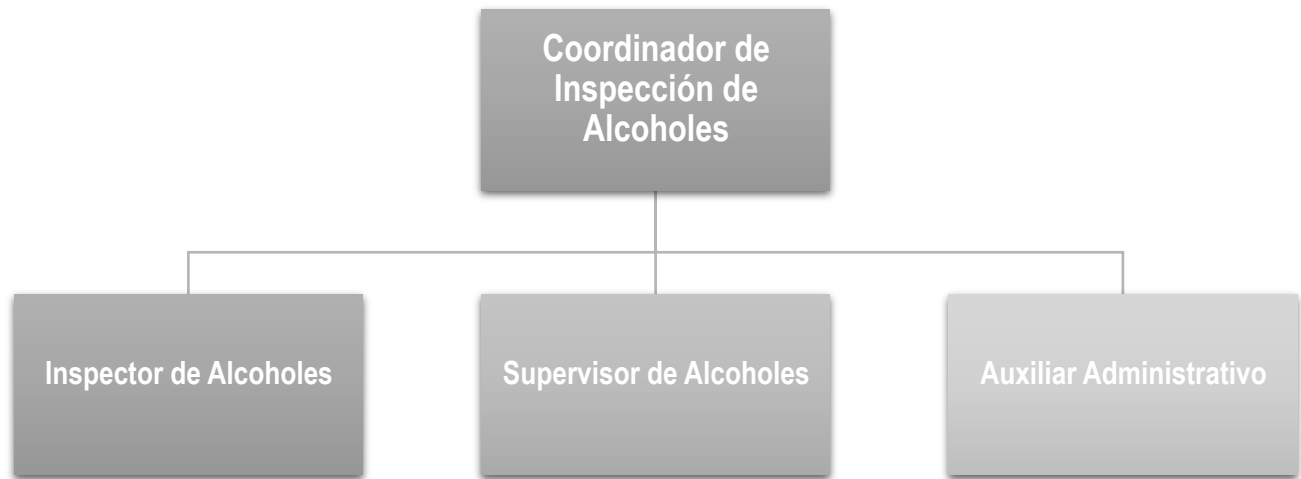 Coordinador de
Inspección de
Alcoholes
Inspector de Alcoholes
Supervisor de Alcoholes
Auxiliar Administrativo